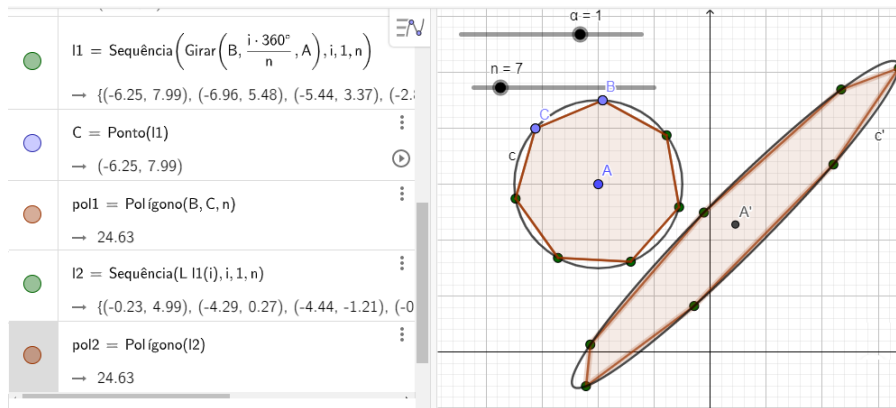 l1 = Sequência(Girar(B, i · 360° / n, A), i, 1, n)
→ {(-6.25, 7.99), (-6.96, 5.48), (-5.44, 3.37), (-2.8
C = Ponto(l1)
→ (-6.25, 7.99)
pol1 = Polígono(B, C, n)
→ 24.63
l2 = Sequência(L l1(i), i, 1, n)
→ {(-0.23, 4.99), (-4.29, 0.27), (-4.44, -1.21), (-0
pol2 = Polígono(l2)
→ 24.63
α = 1
n = 7
B
C
c
A
c'
A'